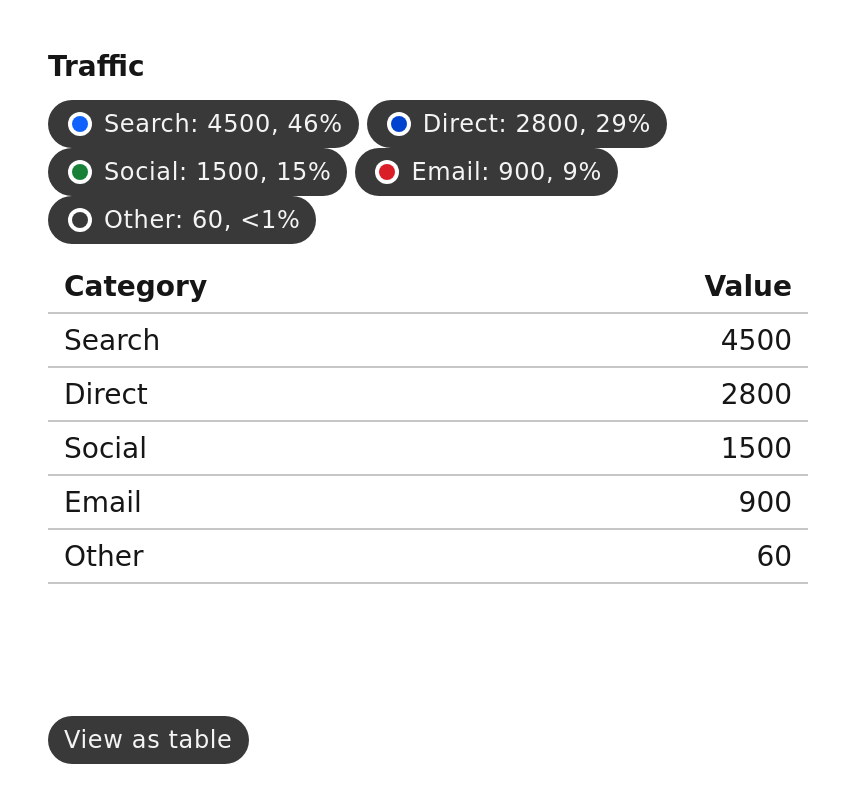 Traffic
Search: 4500, 46% Direct: 2800, 29%
Social: 1500, 15% Email: 900, 9%
Other: 60, <1%
Category Value
Search 4500
Direct 2800
Social 1500
Email 900
Other 60
View as table